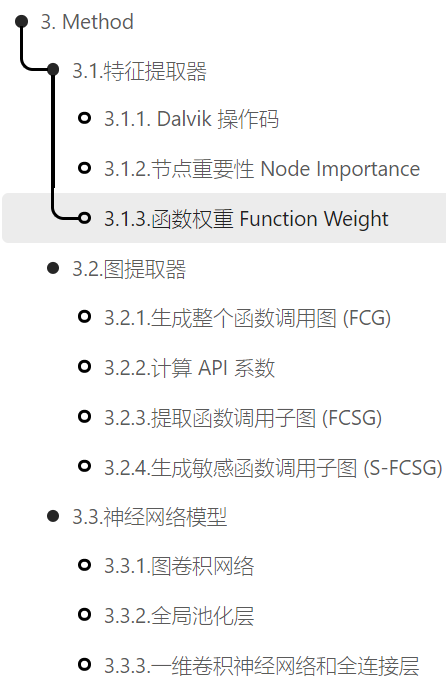 3. Method
3.1.特征提取器
3.1.1. Dalvik 操作码
3.1.2.节点重要性 Node Importance
3.1.3.函数权重 Function Weight
3.2.图提取器
3.2.1.生成整个函数调用图 (FCG)
3.2.2.计算 API 系数
3.2.3.提取函数调用子图 (FCSG)
3.2.4.生成敏感函数调用子图 (S-FCSG)
3.3.神经网络模型
3.3.1.图卷积网络
3.3.2.全局池化层
3.3.3.一维卷积神经网络和全连接层